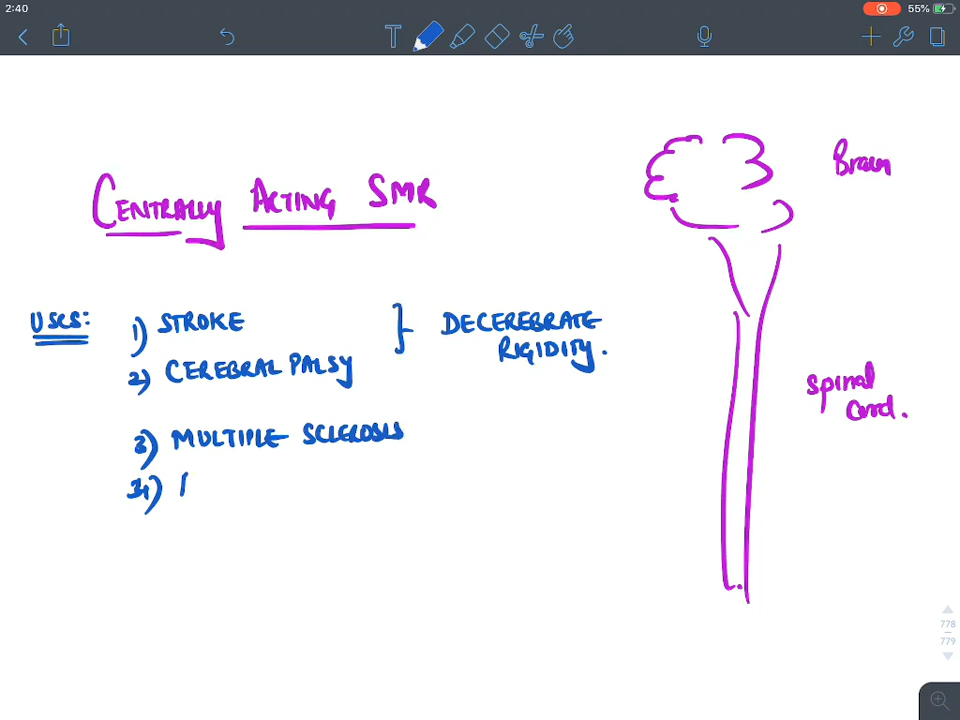 2:40
55%
T
CENTRALLY ACTING SMR
Brain
USES:
1) STROKE
2) CEREBRAL PALSY
} DECEREBRATE
RIGIDITY.
3) MULTIPLE SCLEROSIS
4)
Spinal
Cord.
778
779